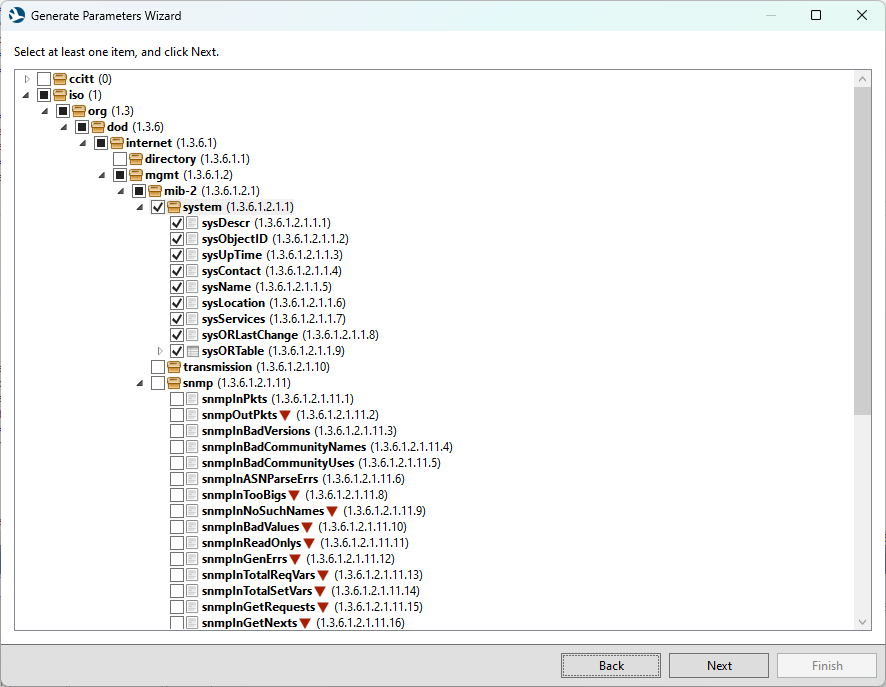 Generate Parameters Wizard
Select at least one item, and click Next.
ccitt (0)
iso (1)
org (1.3)
dod (1.3.6)
internet (1.3.6.1)
directory (1.3.6.1.1)
mgmt (1.3.6.1.2)
mib-2 (1.3.6.1.2.1)
system (1.3.6.1.2.1.1)
sysDescr (1.3.6.1.2.1.1.1)
sysObjectID (1.3.6.1.2.1.1.2)
sysUpTime (1.3.6.1.2.1.1.3)
sysContact (1.3.6.1.2.1.1.4)
sysName (1.3.6.1.2.1.1.5)
sysLocation (1.3.6.1.2.1.1.6)
sysServices (1.3.6.1.2.1.1.7)
sysORLastChange (1.3.6.1.2.1.1.8)
sysORTable (1.3.6.1.2.1.1.9)
transmission (1.3.6.1.2.1.10)
snmp (1.3.6.1.2.1.11)
snmpInPkts (1.3.6.1.2.1.11.1)
snmpOutPkts (1.3.6.1.2.1.11.2)
snmpInBadVersions (1.3.6.1.2.1.11.3)
snmpInBadCommunityNames (1.3.6.1.2.1.11.4)
snmpInBadCommunityUses (1.3.6.1.2.1.11.5)
snmpInASNParseErrs (1.3.6.1.2.1.11.6)
snmpInTooBigs (1.3.6.1.2.1.11.8)
snmpInNoSuchNames (1.3.6.1.2.1.11.9)
snmpInBadValues (1.3.6.1.2.1.11.10)
snmpInReadOnlys (1.3.6.1.2.1.11.11)
snmpInGenErrs (1.3.6.1.2.1.11.12)
snmpInTotalReqVars (1.3.6.1.2.1.11.13)
snmpInTotalSetVars (1.3.6.1.2.1.11.14)
snmpInGetRequests (1.3.6.1.2.1.11.15)
snmpInGetNexts (1.3.6.1.2.1.11.16)
Back Next Finish